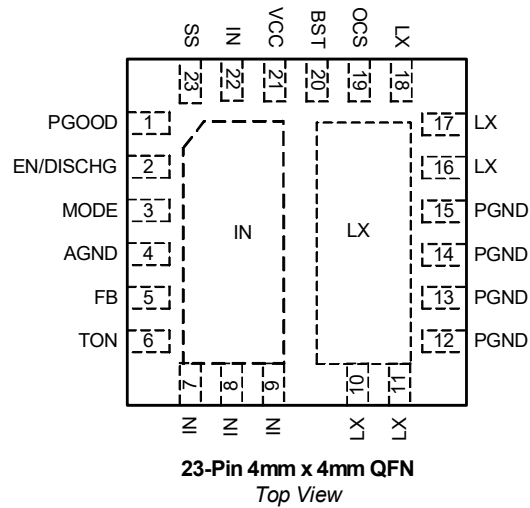 SS
IN
VCC
BST
OCS
LX
23
22
21
20
19
18
PGOOD 1
EN/DISCHG 2
MODE 3
AGND 4
FB 5
TON 6
IN
LX
17 LX
16 LX
15 PGND
14 PGND
13 PGND
12 PGND
7
8
9
10
11
IN
IN
IN
LX
LX
23-Pin 4mm x 4mm QFN
Top View